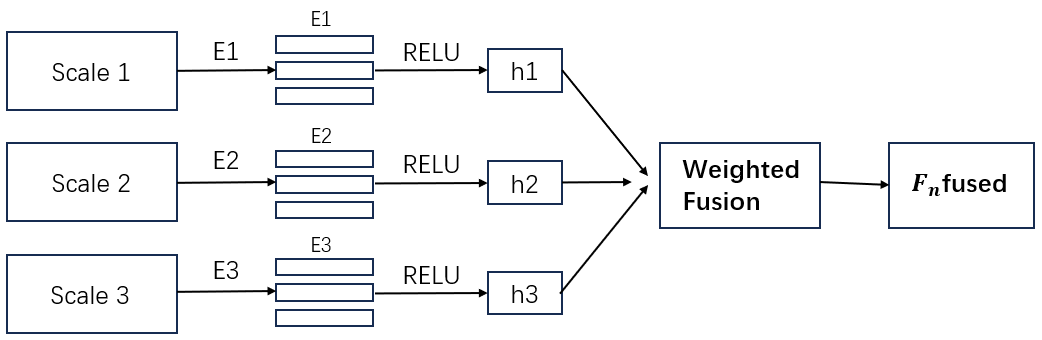 E1
Scale 1
E1
RELU
h1
E2
Scale 2
E2
RELU
h2
Weighted
Fusion
Fnfused
E3
Scale 3
E3
RELU
h3